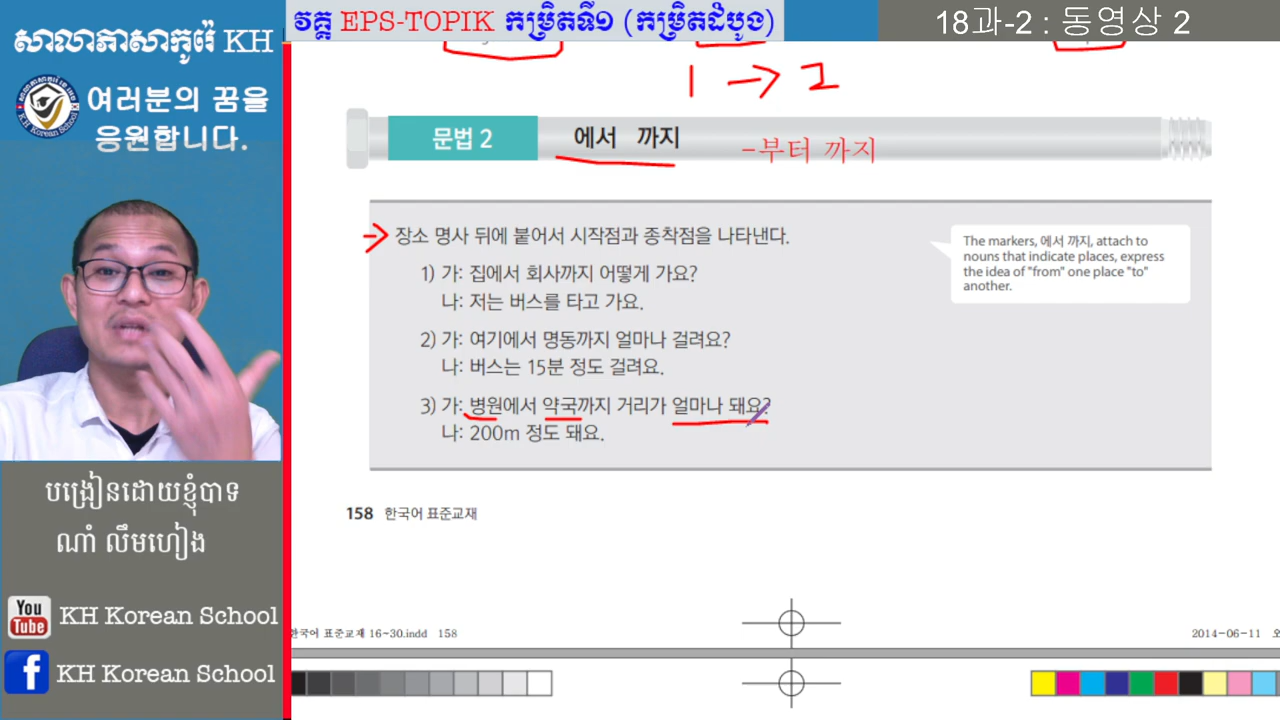 សាលាភាសាកូរ៉េ KH
여러분의 꿈을
응원합니다.
វគ្គ EPS-TOPIK កម្រិតទី១ (កម្រិតដំបូង)
18과-2 : 동영상 2
1 → 2
문법 2 에서 까지
-부터 까지
장소 명사 뒤에 붙어서 시작점과 종착점을 나타낸다.
1) 가: 집에서 회사까지 어떻게 가요?
나: 저는 버스를 타고 가요.
2) 가: 여기에서 명동까지 얼마나 걸려요?
나: 버스는 15분 정도 걸려요.
3) 가: 병원에서 약국까지 거리가 얼마나 돼요?
나: 200m 정도 돼요.
The markers, 에서 까지, attach to
nouns that indicate places, express
the idea of "from" one place "to"
another.
158 한국어 표준교재
한국어 표준교재 16-30.indd 158
2014-06-11
បង្រៀនដោយខ្ញុំបាទ
ណាំ លឹមហៀង
You Tube KH Korean School
f KH Korean School